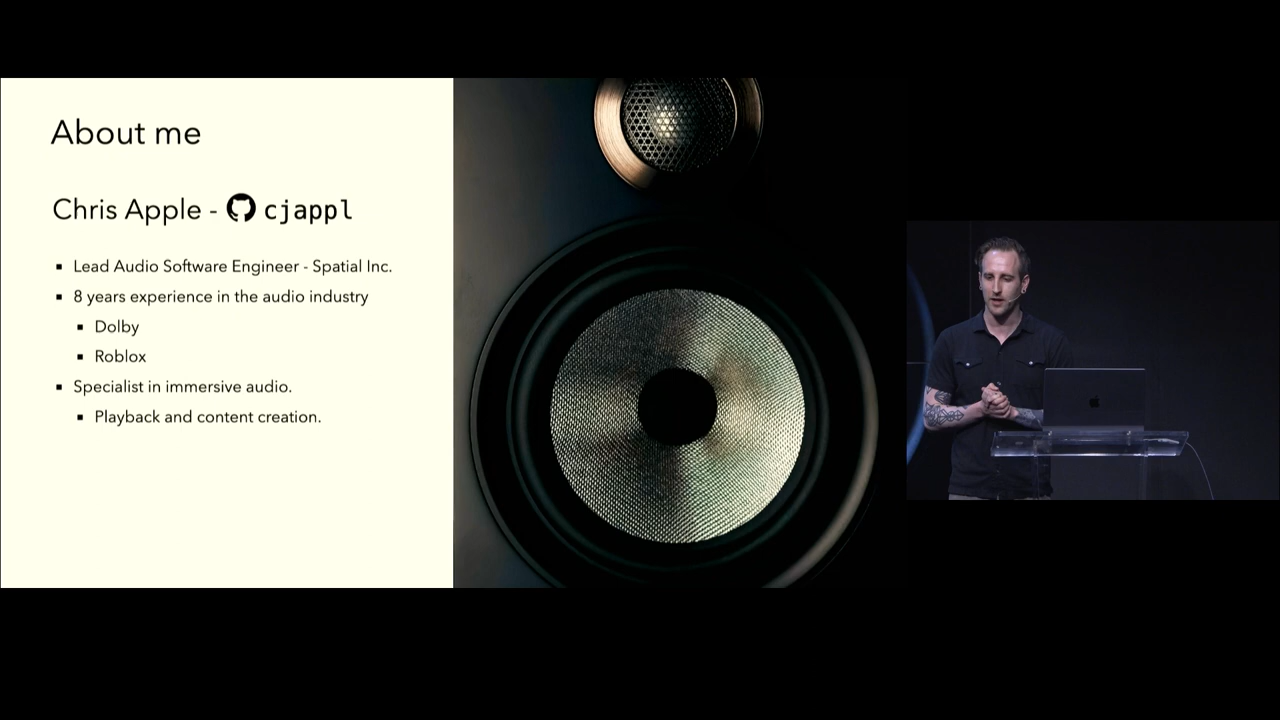 About me
Chris Apple - cjappl
Lead Audio Software Engineer - Spatial Inc.
8 years experience in the audio industry
Dolby
Roblox
Specialist in immersive audio.
Playback and content creation.